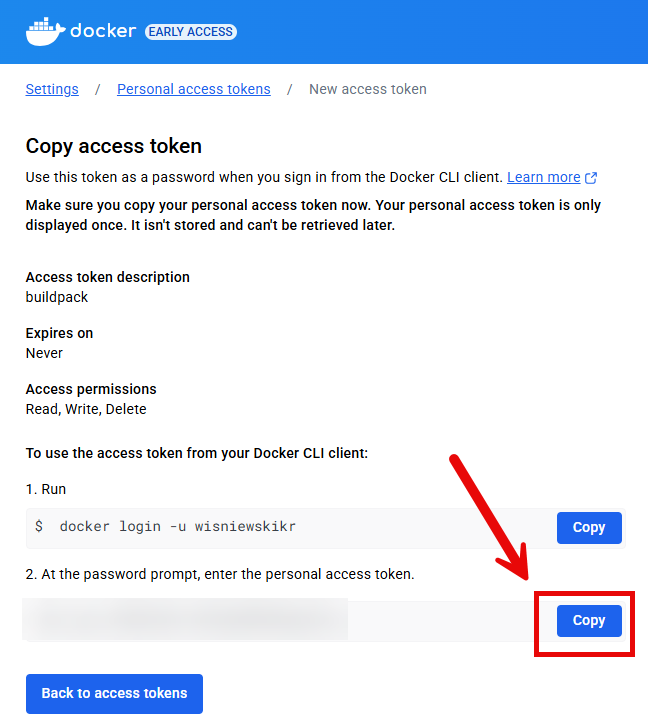 docker EARLY ACCESS
Settings / Personal access tokens / New access token
Copy access token
Use this token as a password when you sign in from the Docker CLI client. Learn more
Make sure you copy your personal access token now. Your personal access token is only
displayed once. It isn't stored and can't be retrieved later.
Access token description
buildpack
Expires on
Never
Access permissions
Read, Write, Delete
To use the access token from your Docker CLI client:
1. Run
$ docker login -u wisniewskikr
Copy
2. At the password prompt, enter the personal access token.
Copy
Back to access tokens